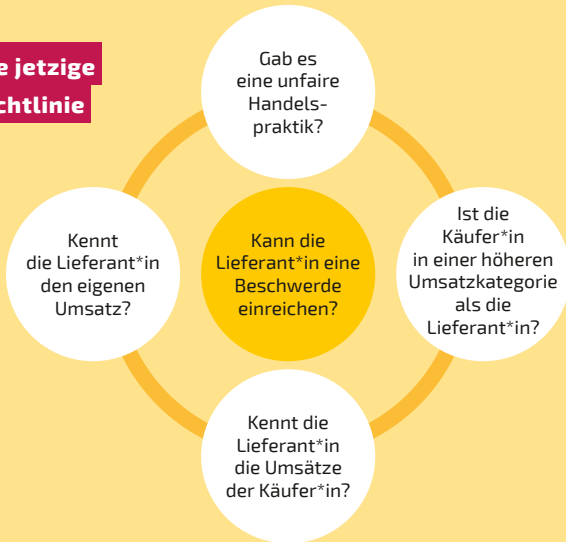 e jetzige
chtlinie
Gab es
eine unfaire
Handels-
praktik?
Kennt
die Lieferant*in
den eigenen
Umsatz?
Kann die
Lieferant*in eine
Beschwerde
einreichen?
Ist die
Käufer*in
in einer höheren
Umsatzkategorie
als die
Lieferant*in?
Kennt die
Lieferant*in
die Umsätze
der Käufer*in?